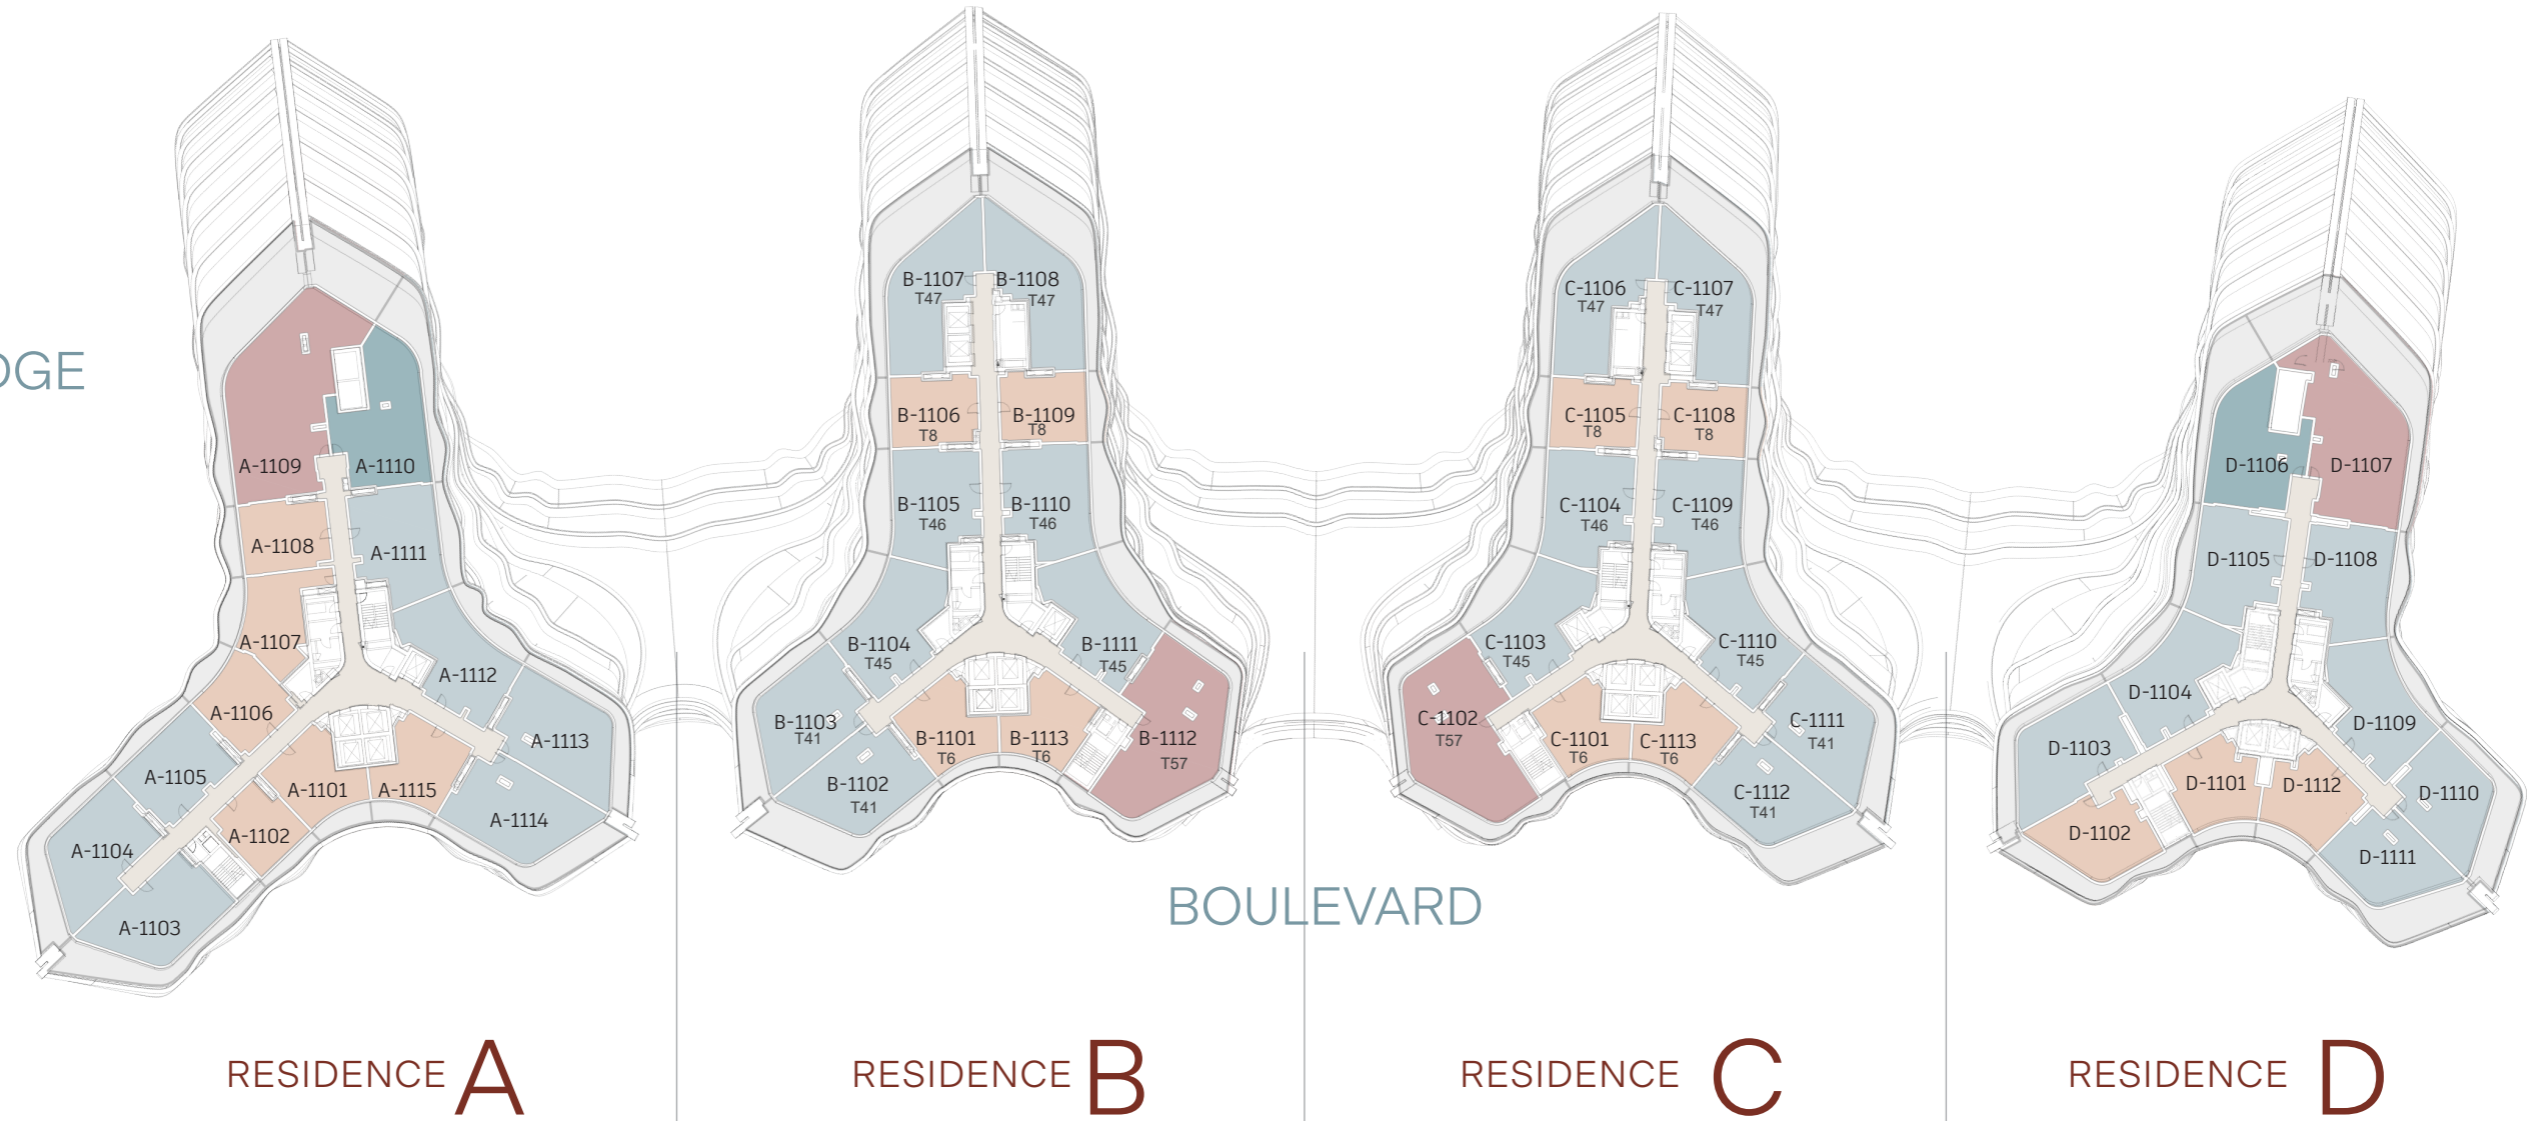 DGE
A-1109
A-1110
A-1108
A-1111
A-1107
A-1112
A-1106
A-1113
A-1105
A-1101
A-1115
A-1114
A-1102
A-1104
A-1103
B-1107
T47
B-1108
T47
B-1106
T8
B-1109
T8
B-1105
T46
B-1110
T46
B-1104
T45
B-1111
T45
B-1103
T41
B-1101
T6
B-1113
T6
B-1112
T57
B-1102
T41
C-1106
T47
C-1107
T47
C-1105
T8
C-1108
T8
C-1104
T46
C-1109
T46
C-1103
T45
C-1110
T45
C-1102
T57
C-1101
T6
C-1113
T6
C-1111
T41
C-1112
T41
D-1106
D-1107
D-1105
D-1108
D-1104
D-1109
D-1103
D-1101
D-1112
D-1110
D-1102
D-1111
BOULEVARD
RESIDENCE A
RESIDENCE B
RESIDENCE C
RESIDENCE D